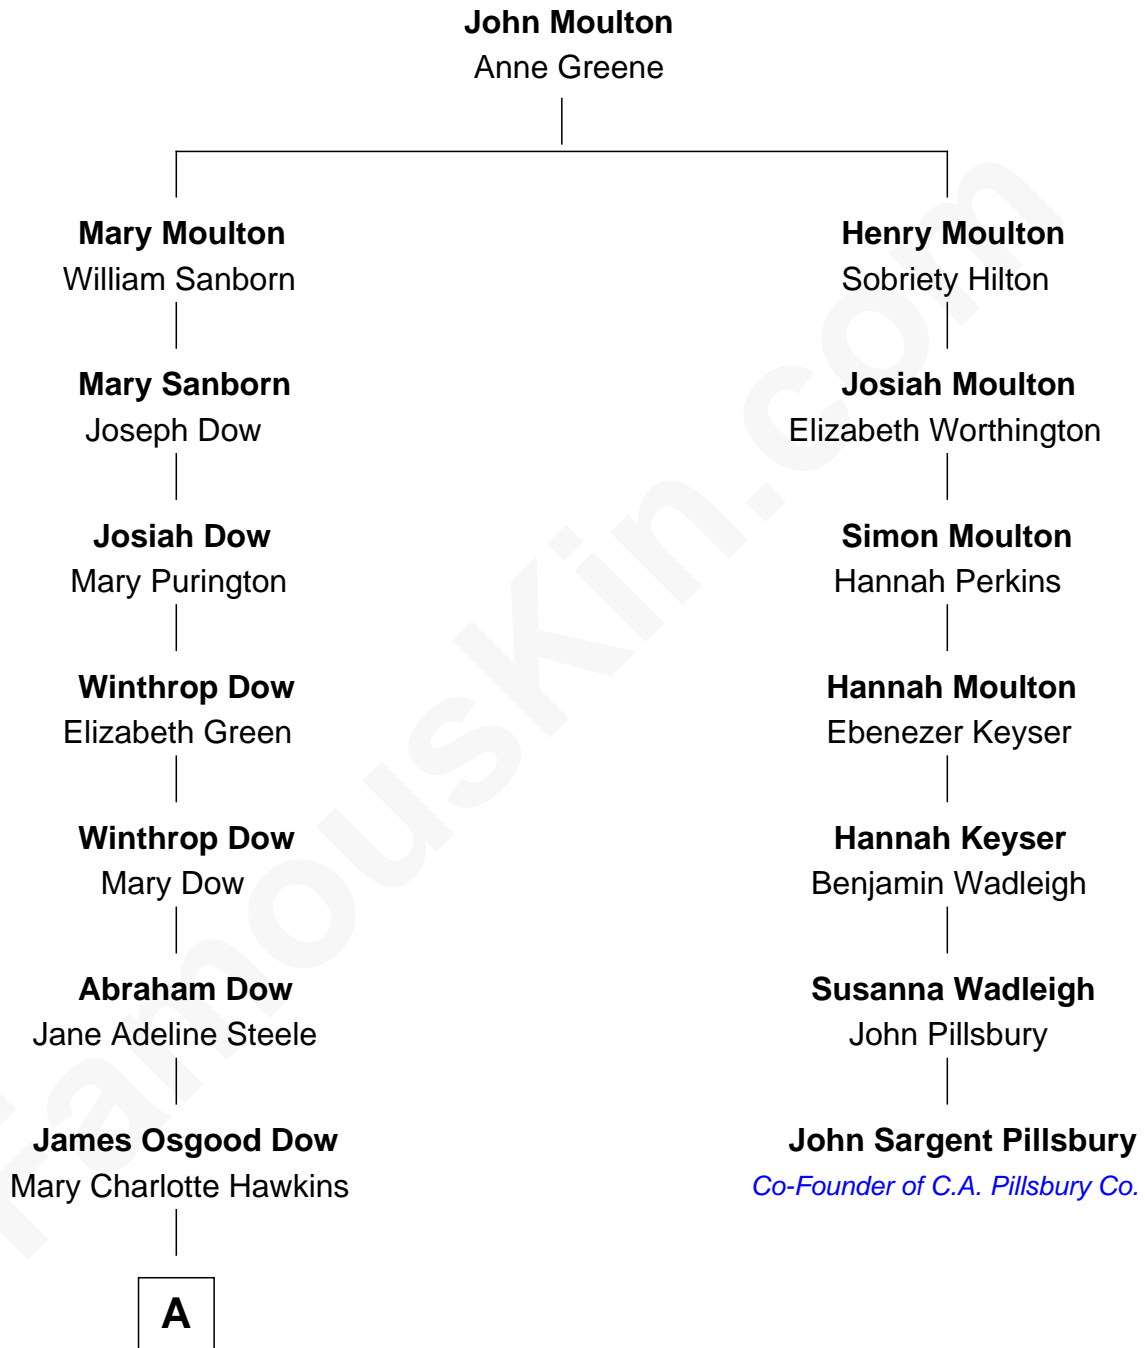 John Moulton
Anne Greene
Mary Moulton
William Sanborn
Henry Moulton
Sobriety Hilton
Mary Sanborn
Joseph Dow
Josiah Moulton
Elizabeth Worthington
Josiah Dow
Mary Purington
Simon Moulton
Hannah Perkins
Winthrop Dow
Elizabeth Green
Hannah Moulton
Ebenezer Keyser
Winthrop Dow
Mary Dow
Hannah Keyser
Benjamin Wadleigh
Abraham Dow
Jane Adeline Steele
Susanna Wadleigh
John Pillsbury
James Osgood Dow
Mary Charlotte Hawkins
John Sargent Pillsbury
Co-Founder of C.A. Pillsbury Co.
A
FamousKin.com